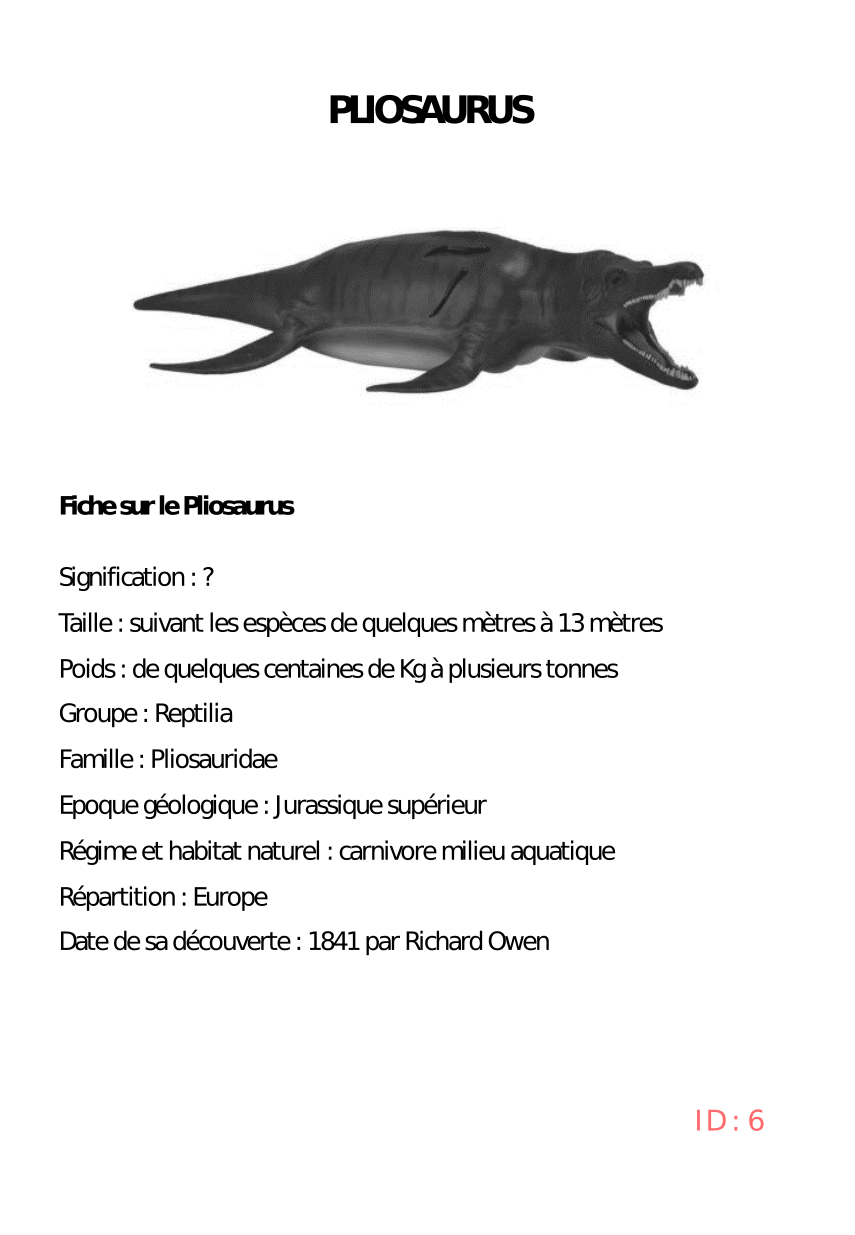 PLIOSAURUS
Fiche sur le Pliosaurus
Signification : ?
Taille : suivant les espèces de quelques mètres à 13 mètres
Poids : de quelques centaines de Kg à plusieurs tonnes
Groupe : Reptilia
Famille : Pliosauridae
Epoque géologique : Jurassique supérieur
Régime et habitat naturel : carnivore milieu aquatique
Répartition : Europe
Date de sa découverte : 1841 par Richard Owen
ID : 6